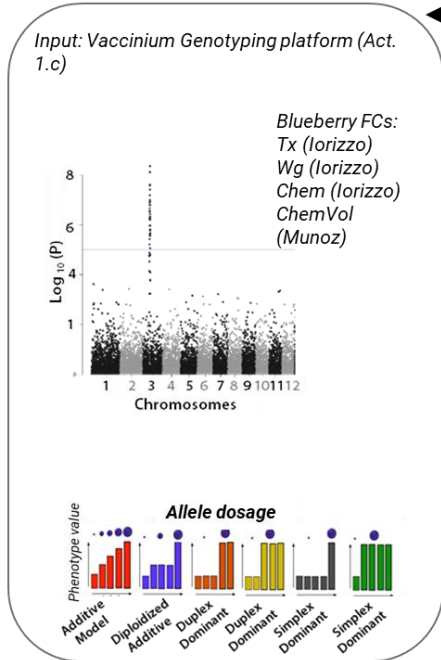 Input: Vaccinium Genotyping platform (Act.
1.c)
Blueberry FCs:
Tx (Iorizzo)
Wg (Iorizzo)
Chem (Iorizzo)
ChemVol
(Munoz)
8
6
4
1
Log 10 (P)
1 2 3 4 5 6 7 8 9 10 11 12
Chromosomes
Allele dosage
Phenotype value
Additive
Model
Diploidized
Additive
Duplex
Dominant
Duplex
Dominant
Simplex
Dominant
Simplex
Dominant